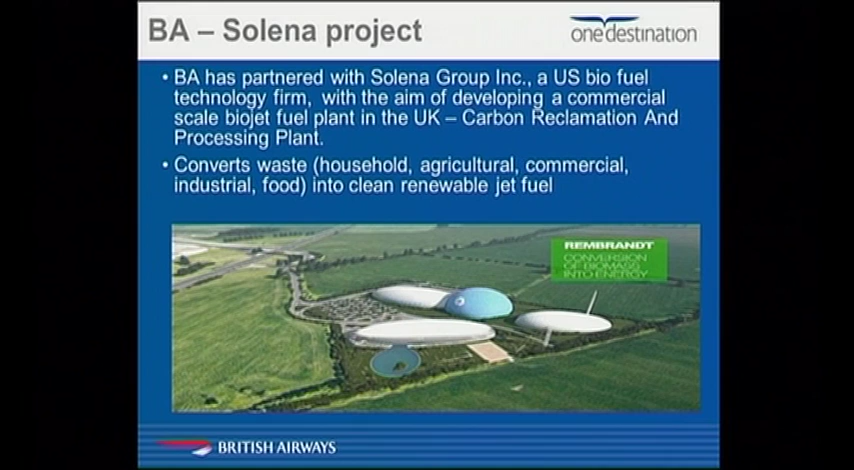 BA – Solena project
onedestination
• BA has partnered with Solena Group Inc., a US bio fuel
technology firm, with the aim of developing a commercial
scale biojet fuel plant in the UK – Carbon Reclamation And
Processing Plant.
• Converts waste (household, agricultural, commercial,
industrial, food) into clean renewable jet fuel
REMBRANDT
CONVERSION
OF BIOMASS
INTO ENERGY
BRITISH AIRWAYS